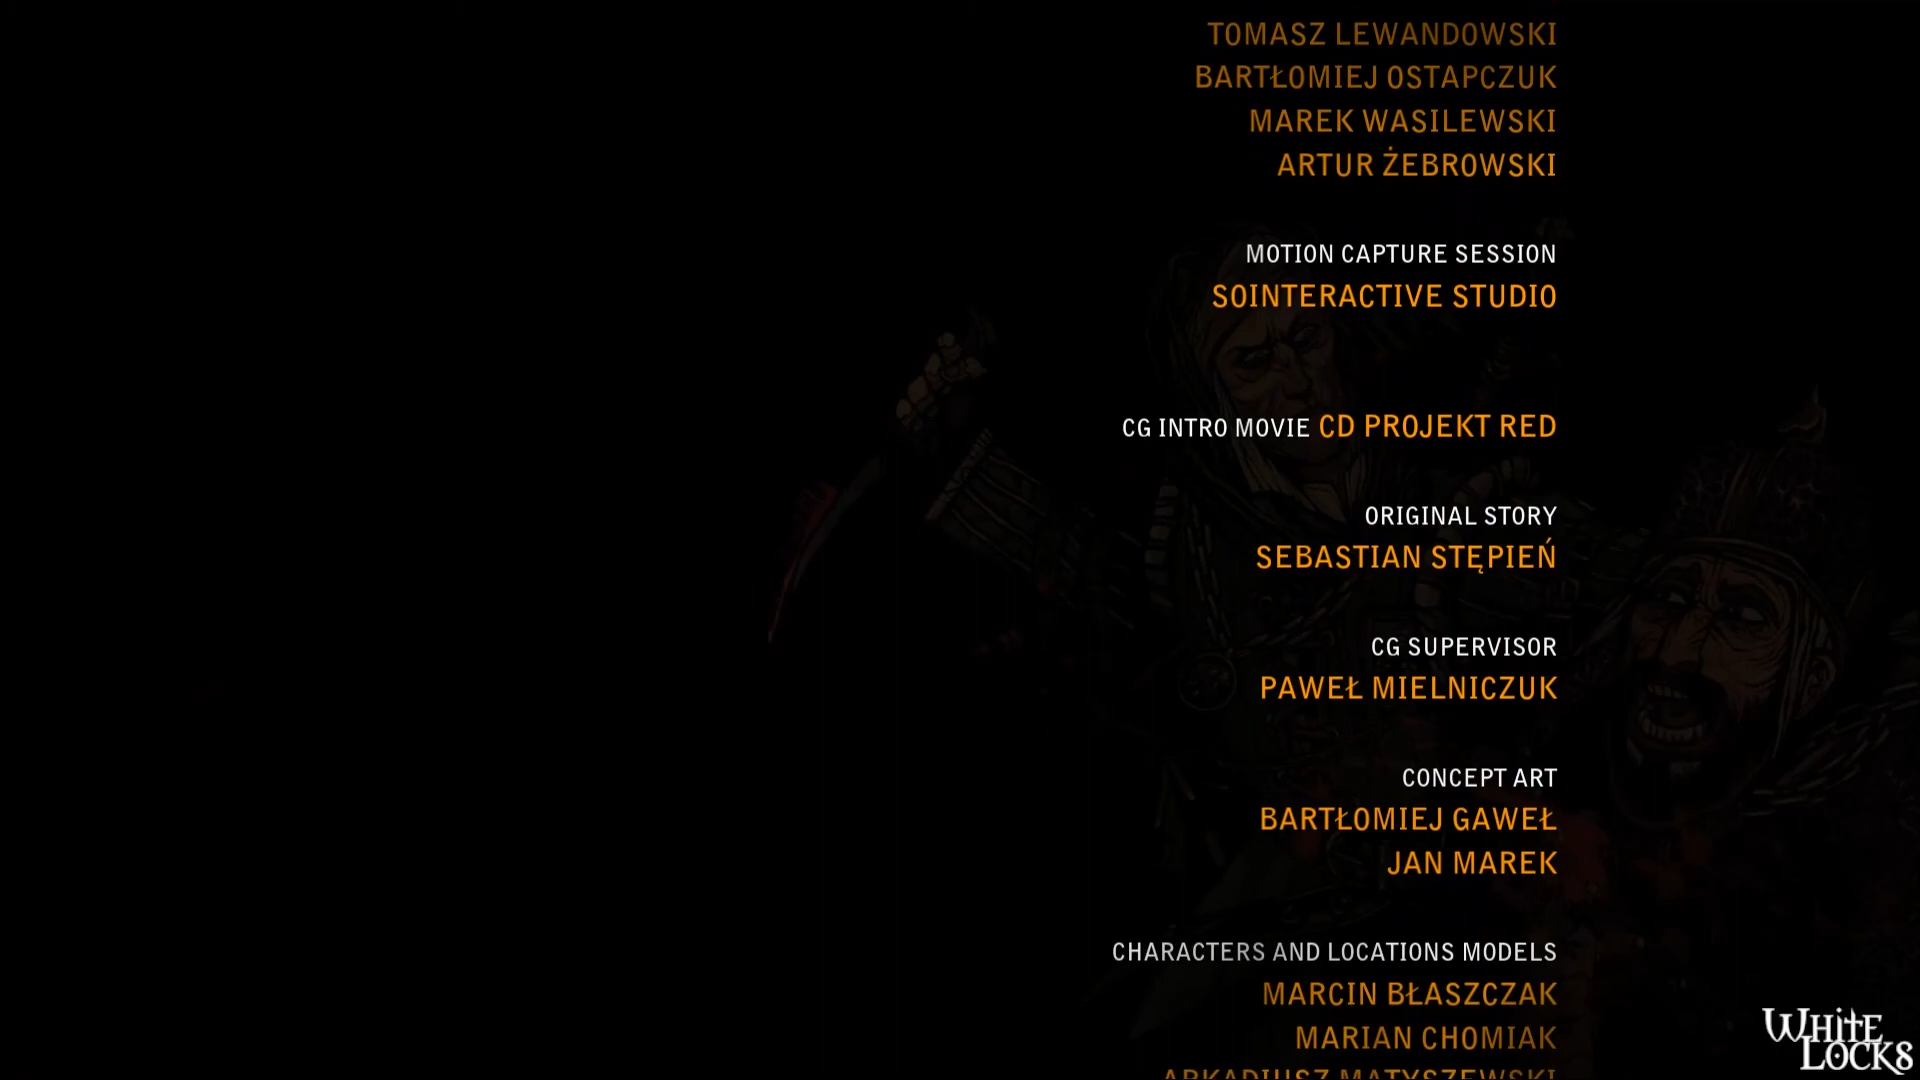 TOMASZ LEWANDOWSKI
BARTŁOMIEJ OSTAPCZUK
MAREK WASILEWSKI
ARTUR ŻEBROWSKI
MOTION CAPTURE SESSION
SOINTERACTIVE STUDIO
CG INTRO MOVIE CD PROJEKT RED
ORIGINAL STORY
SEBASTIAN STĘPIEŃ
CG SUPERVISOR
PAWEŁ MIELNICZUK
CONCEPT ART
BARTŁOMIEJ GAWEŁ
JAN MAREK
CHARACTERS AND LOCATIONS MODELS
MARCIN BŁASZCZAK
MARIAN CHOMIAK
ARKADIUSZ MATYSZEWSKI
WHITE
LOCKS